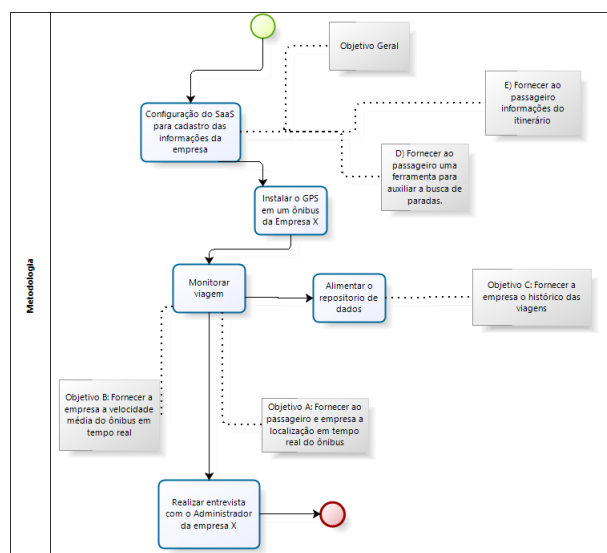 Metodologia
Objetivo Geral
E) Fornecer ao
passageiro
informações do
itinerário
Configuração do SaaS
para cadastro das
informações da
empresa
D) Fornecer ao
passageiro uma
ferramenta para
auxiliar a busca de
paradas.
Instalar o GPS
em um ônibus
da Empresa X
Monitorar
viagem
Alimentar o
repositorio de
dados
Objetivo C: Fornecer a
empresa o histórico das
viagens
Objetivo B: Fornecer a
empresa a velocidade
média do ônibus em
tempo real
Objetivo A: Fornecer ao
passageiro e empresa a
localização em tempo
real do ônibus
Realizar entrevista
com o Administrador
da empresa X